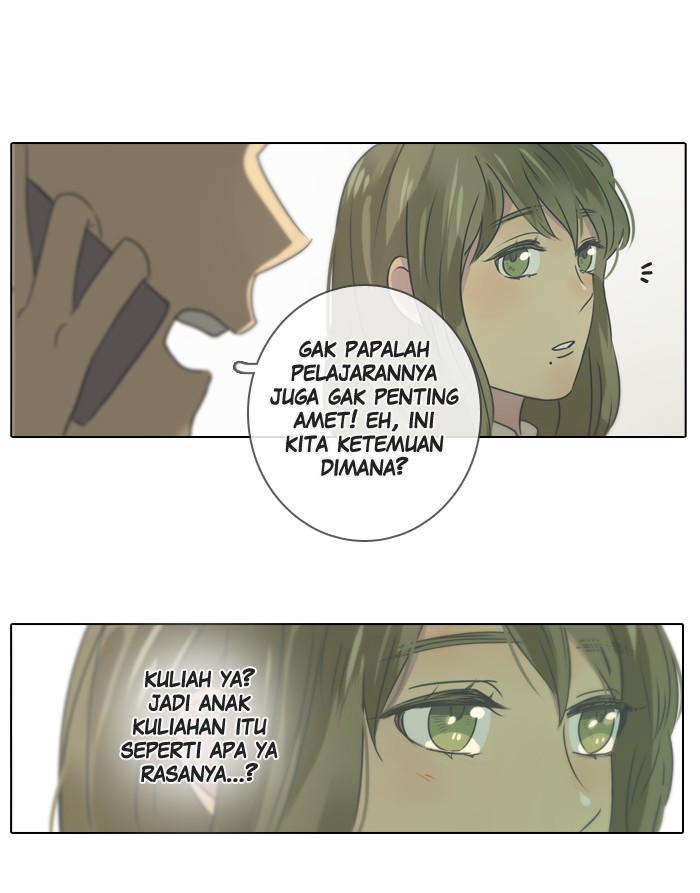 GAK PAPALAH
PELAJARANNYA
JUGA GAK PENTING
AMET! EH, INI
KITA KETEMUAN
DIMANA?
KULIAH YA?
JADI ANAK
KULIAHAN ITU
SEPERTI APA YA
RASANYA...?